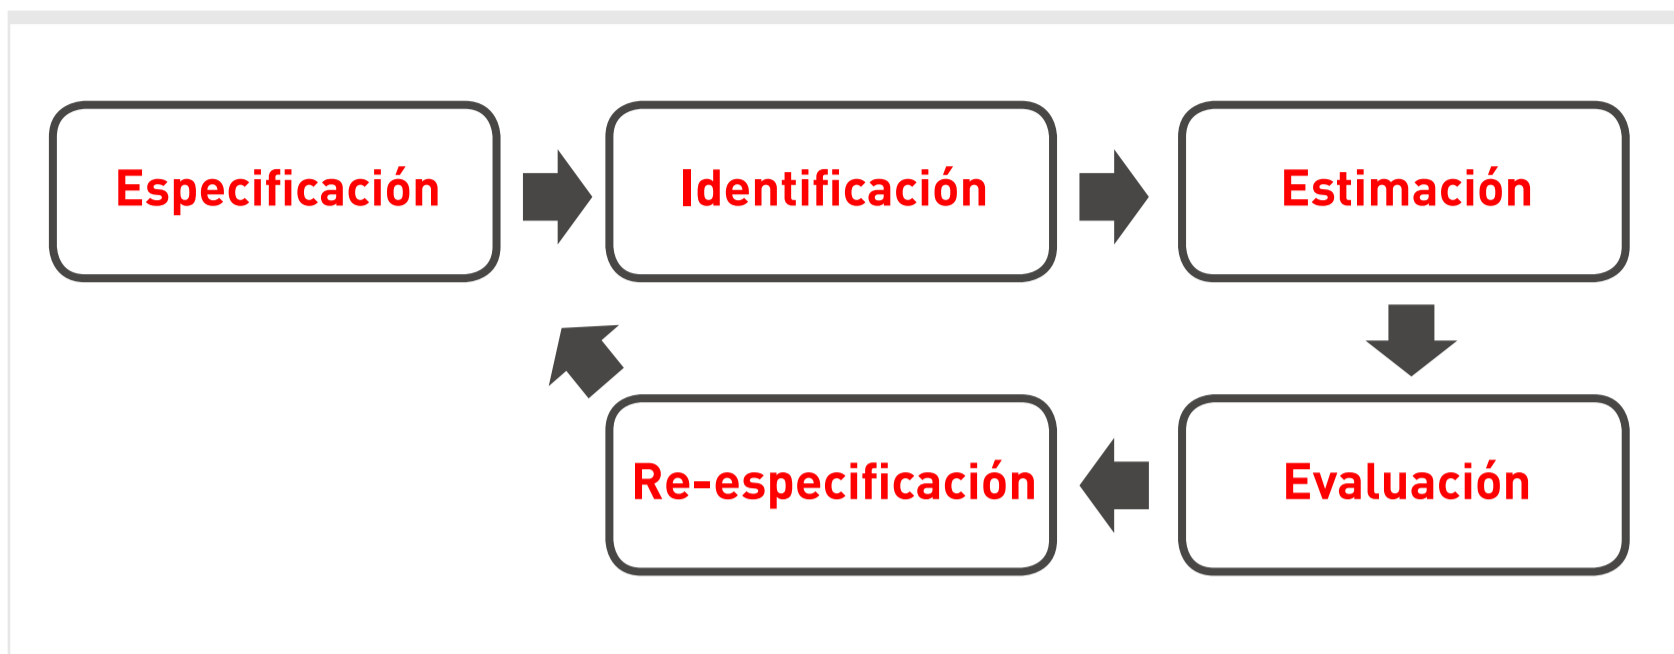 Especificación
Identificación
Estimación
Re-especificación
Evaluación